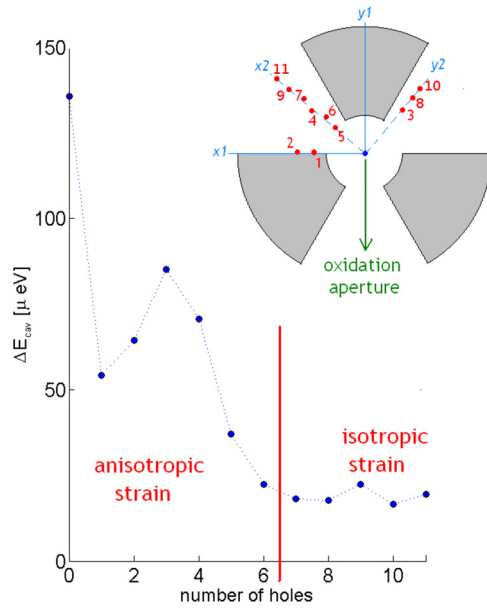 150
100
50
0
ΔE_cav [μ eV]
0
2
4
6
8
10
number of holes
anisotropic
strain
isotropic
strain
y1
x2
y2
x1
11
9
7
4
6
5
2
1
10
8
3
oxidation
aperture